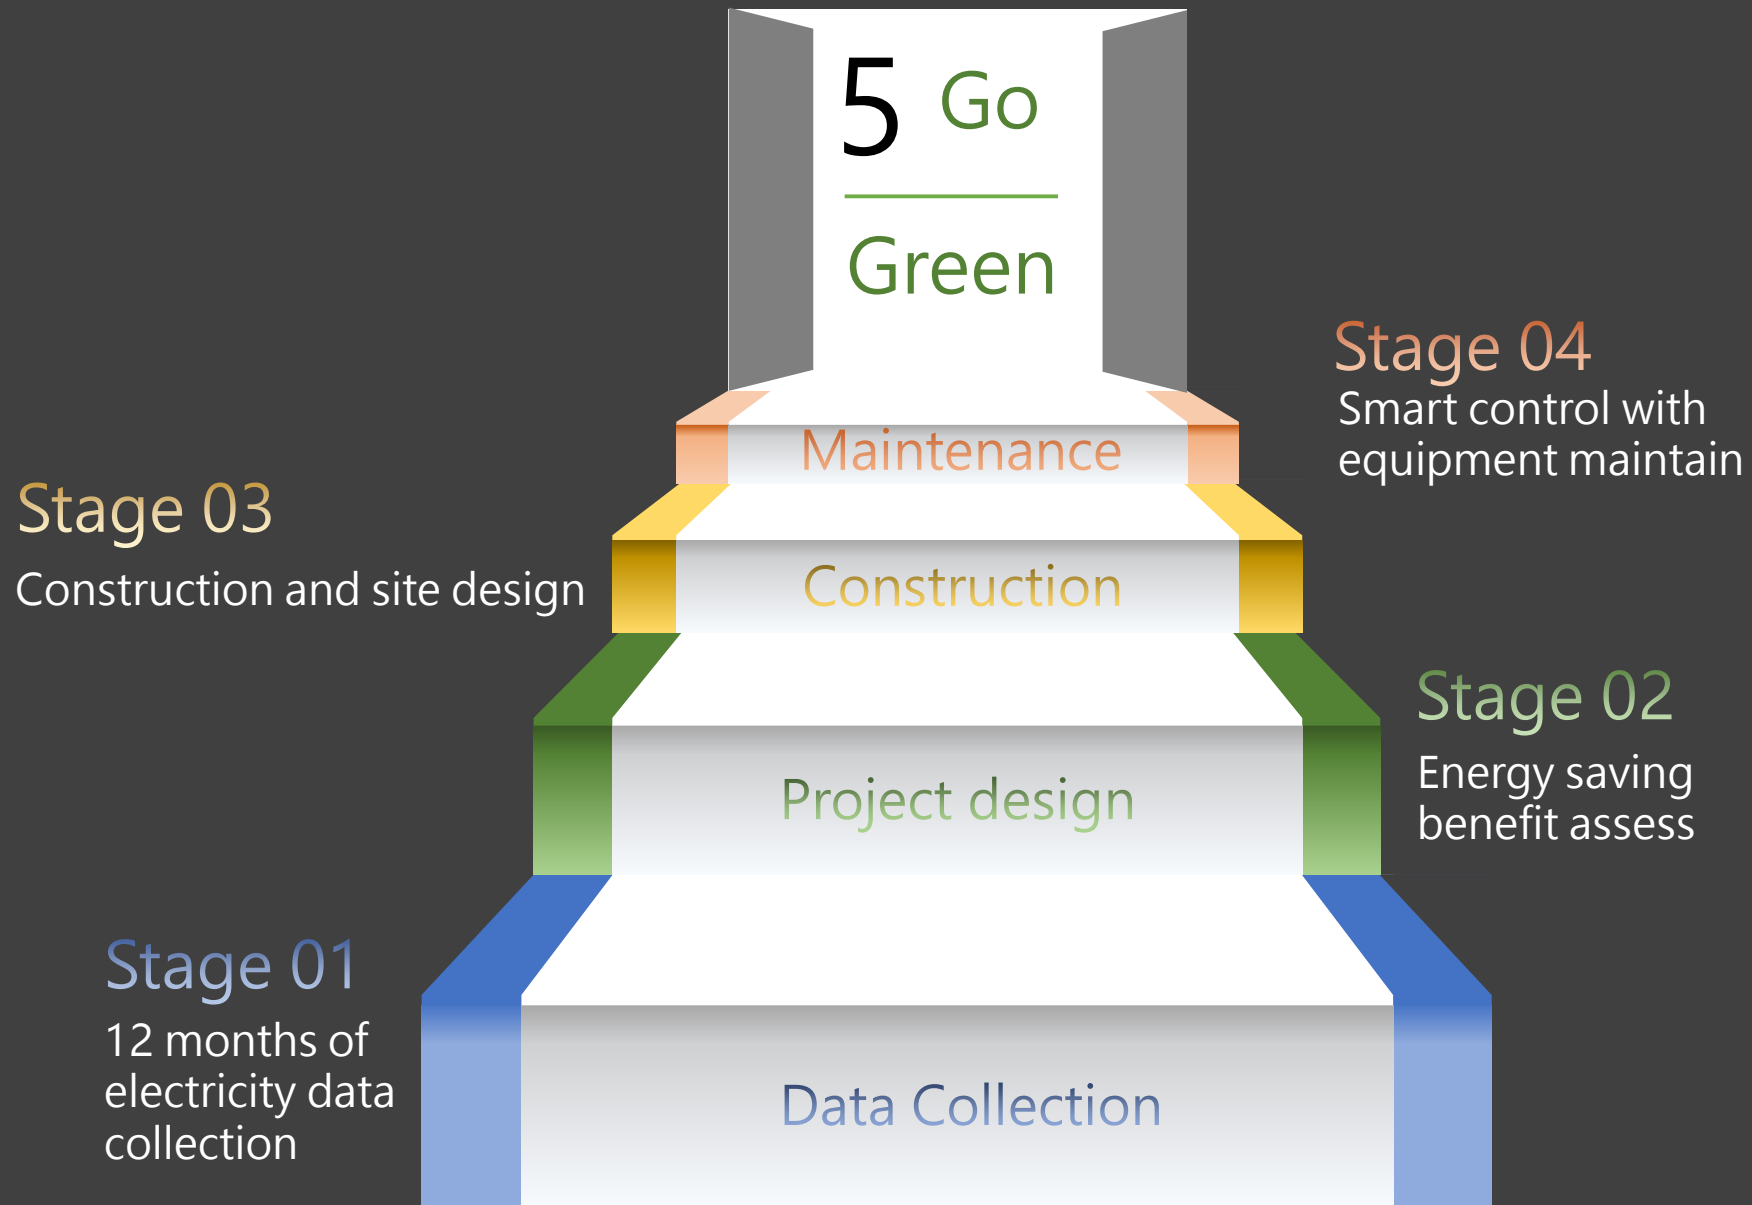 5 Go
Green
Stage 04
Smart control with
equipment maintain
Maintenance
Stage 03
Construction and site design
Construction
Stage 02
Energy saving
benefit assess
Project design
Stage 01
12 months of
electricity data
collection
Data Collection